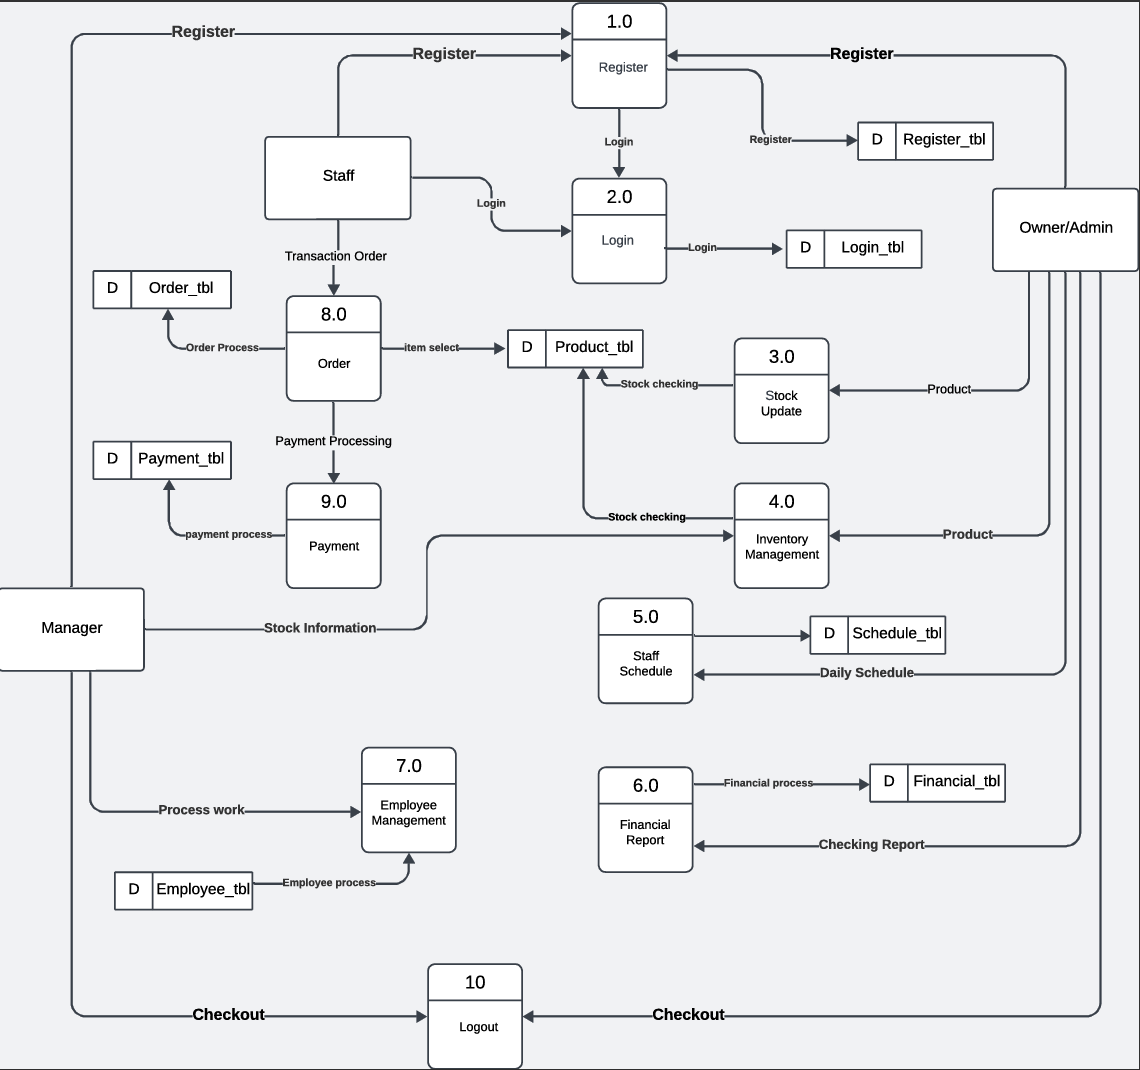 1.0
Register
Register
Register
Register
Register
Register
D
Register_tbl
Login
Staff
Login
2.0
Login
Login
D
Login_tbl
Owner/Admin
Transaction Order
D
Order_tbl
8.0
Order
Order Process
item select
D
Product_tbl
Stock checking
3.0
Stock
Update
Product
Payment Processing
D
Payment_tbl
9.0
Payment
payment process
Stock checking
4.0
Inventory
Management
Product
Manager
Stock Information
5.0
Staff
Schedule
D
Schedule_tbl
Daily Schedule
7.0
Employee
Management
Process work
6.0
Financial
Report
Financial process
D
Financial_tbl
Checking Report
D
Employee_tbl
Employee process
10
Logout
Checkout
Checkout